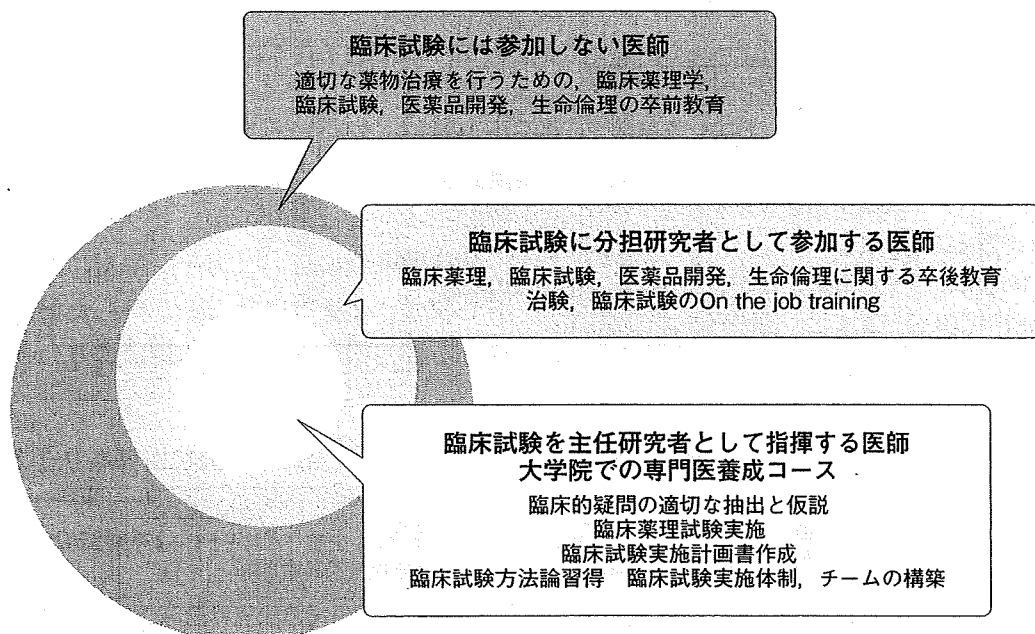 臨床試験には参加しない医師
適切な薬物治療を行うための，臨床薬理学，
臨床試験，医薬品開発，生命倫理の卒前教育
臨床試験に分担研究者として参加する医師
臨床薬理，臨床試験，医薬品開発，生命倫理に関する卒後教育
治験，臨床試験のOn the job training
臨床試験を主任研究者として指揮する医師
大学院での専門医養成コース
臨床的疑問の適切な抽出と仮説
臨床薬理試験実施
臨床試験実施計画書作成
臨床試験方法論習得　臨床試験実施体制，チームの構築